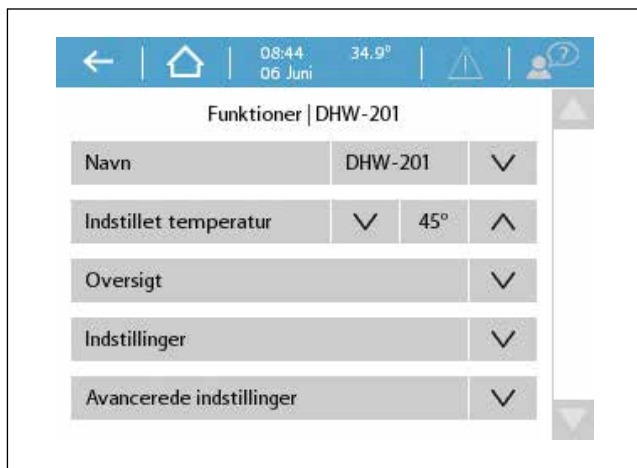 08:44 34.9°
06 Juni
?
Funktioner | DHW-201
Navn DHW-201
Indstillet temperatur 45°
Oversigt
Indstillinger
Avancerede indstillinger